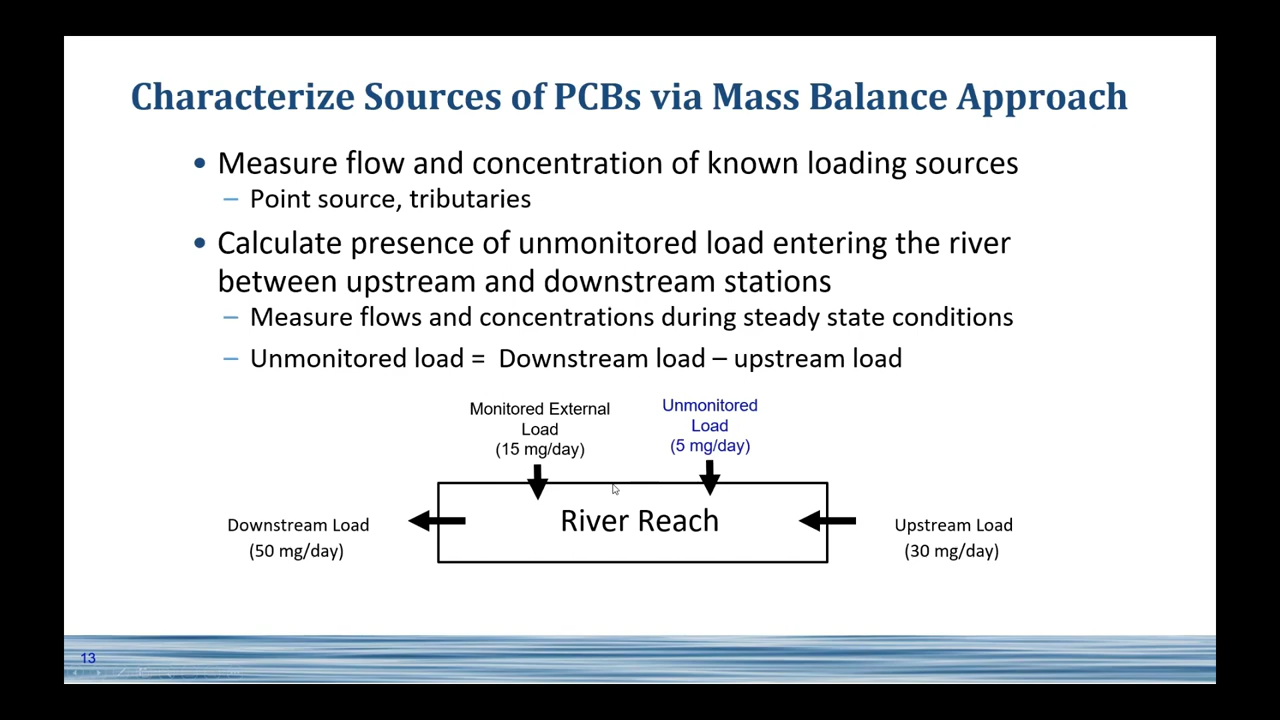 Characterize Sources of PCBs via Mass Balance Approach
• Measure flow and concentration of known loading sources
– Point source, tributaries
• Calculate presence of unmonitored load entering the river
between upstream and downstream stations
– Measure flows and concentrations during steady state conditions
– Unmonitored load = Downstream load – upstream load
Monitored External
Load
(15 mg/day)
Unmonitored
Load
(5 mg/day)
Downstream Load
(50 mg/day)
River Reach
Upstream Load
(30 mg/day)
13